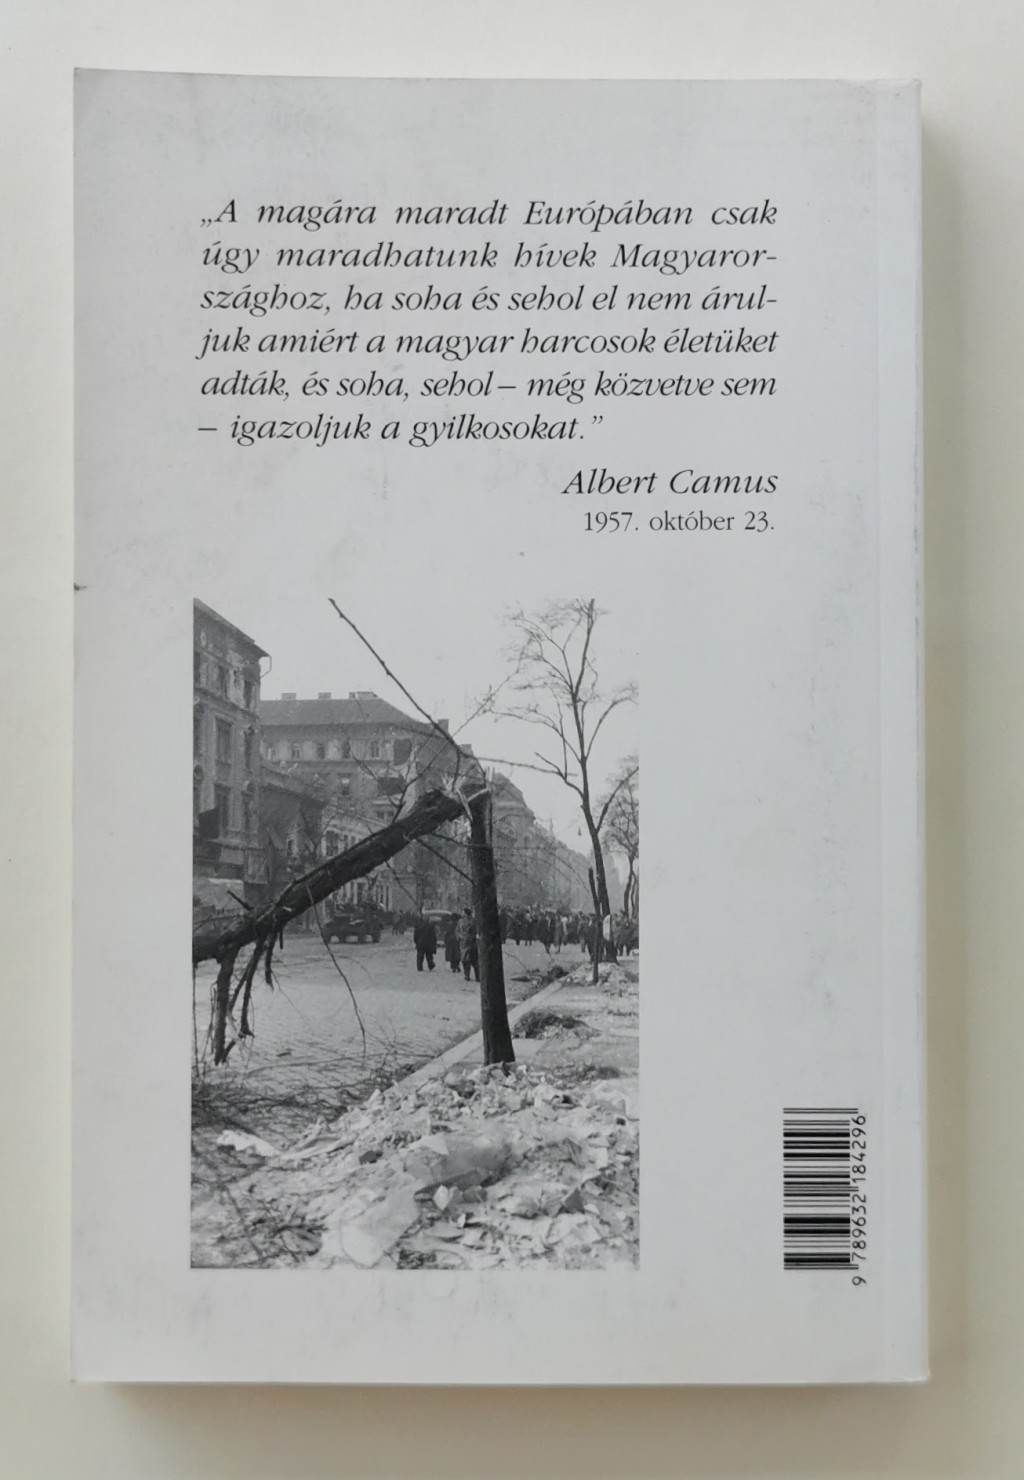 „A magára maradt Európában csak
úgy maradhatunk hívek Magyaror-
szághoz, ha soha és sehol el nem árul-
juk amiért a magyar harcosok életüket
adták, és soha, sehol – még közvetve sem
– igazoljuk a gyilkosokat.”
Albert Camus
1957. október 23.
9 789632 184296